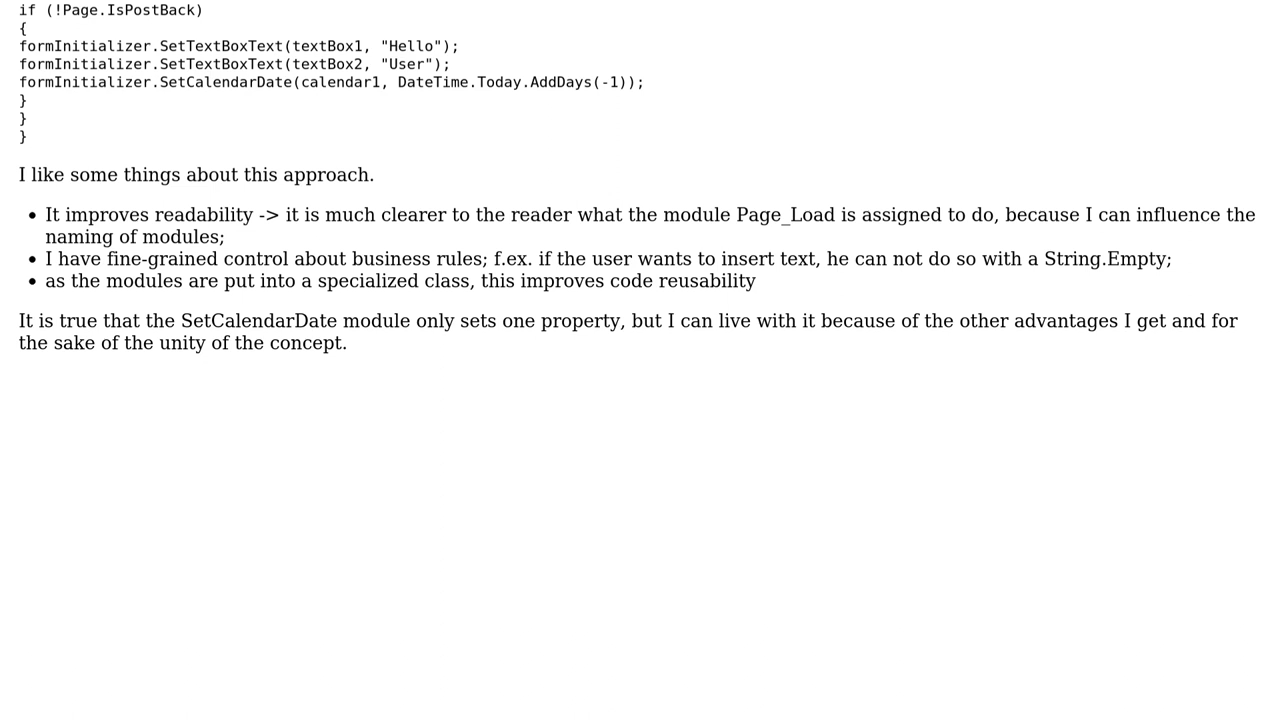 if (!Page.IsPostBack)
{
formInitializer.SetTextBoxText(textBox1, "Hello");
formInitializer.SetTextBoxText(textBox2, "User");
formInitializer.SetCalendarDate(calendar1, DateTime.Today.AddDays(-1));
}
}
}
I like some things about this approach.
• It improves readability -> it is much clearer to the reader what the module Page_Load is assigned to do, because I can influence the
naming of modules;
• I have fine-grained control about business rules; f.ex. if the user wants to insert text, he can not do so with a String.Empty;
• as the modules are put into a specialized class, this improves code reusability
It is true that the SetCalendarDate module only sets one property, but I can live with it because of the other advantages I get and for
the sake of the unity of the concept.